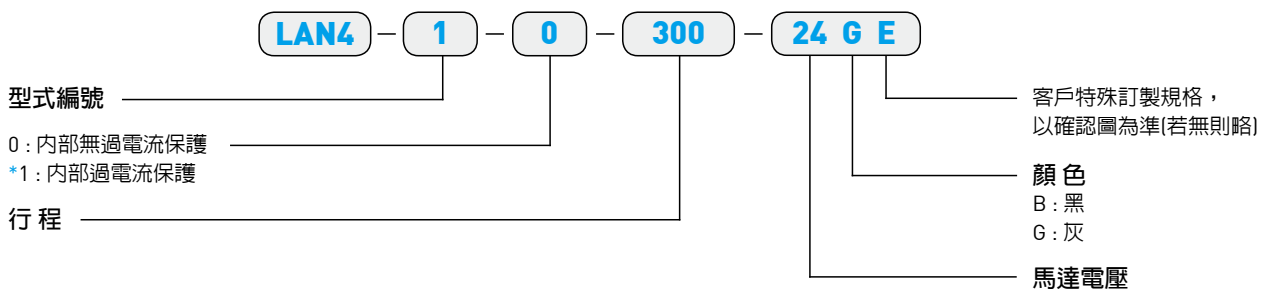 LAN4 - 1 - 0 - 300 - 24 G E
型式編號
0 : 內部無過電流保護
*1 : 內部過電流保護
行 程
客戶特殊訂製規格，
以確認圖為準(若無則略)
顏 色
B : 黑
G : 灰
馬達電壓